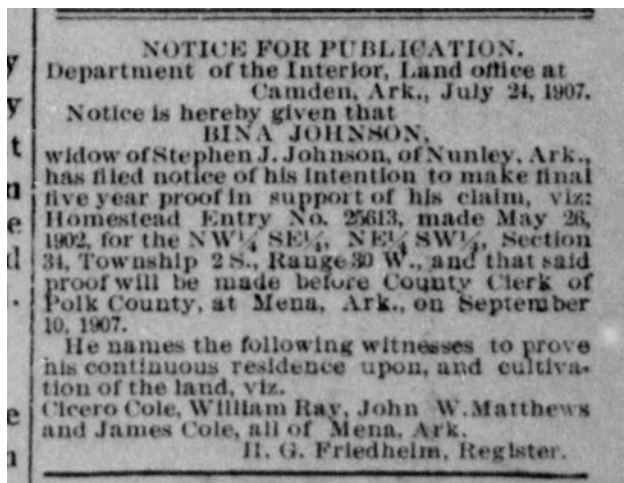 NOTICE FOR PUBLICATION.
Department of the Interior, Land office at
Camden, Ark., July 24, 1907.
Notice is hereby given that
BINA JOHNSON,
widow of Stephen J. Johnson, of Nunley, Ark.,
has filed notice of his intention to make final
five year proof in support of his claim, viz:
Homestead Entry No. 25613, made May 26,
1902, for the NW¼ SE¼, NE¼ SW¼, Section
34, Township 2 S., Range 30 W., and that said
proof will be made before County Clerk of
Polk County, at Mena, Ark., on September
10, 1907.
He names the following witnesses to prove
his continuous residence upon, and cultiva-
tion of the land, viz.
Cicero Cole, William Ray, John W. Matthews
and James Cole, all of Mena, Ark.
H. G. Friedheim, Register.